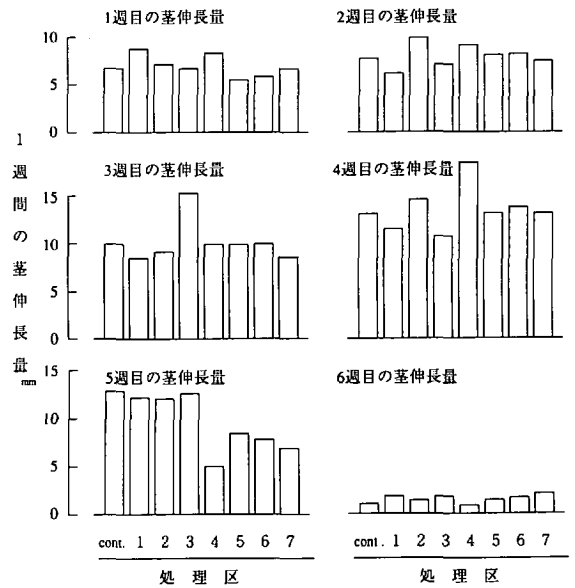 1週目の茎伸長量
2週目の茎伸長量
10
5
0
3週目の茎伸長量
4週目の茎伸長量
15
10
5
0
5週目の茎伸長量
6週目の茎伸長量
15
10
5
0
1週間の茎伸長量 mm
cont. 1 2 3 4 5 6 7
cont. 1 2 3 4 5 6 7
処理区
処理区